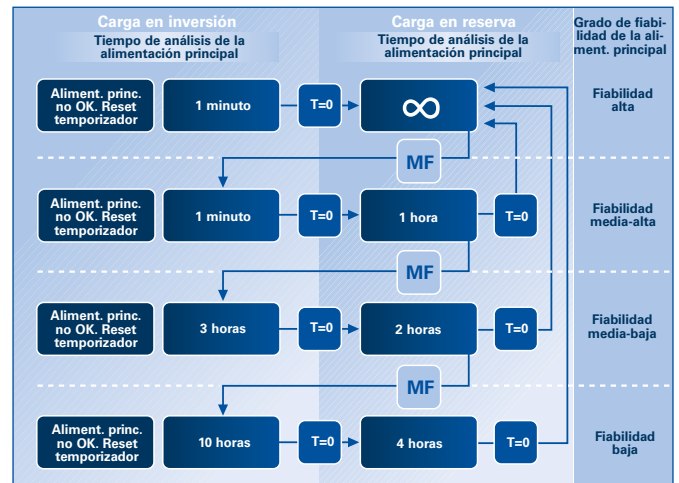 Carga en inversión
Tiempo de análisis de la
alimentación principal
Carga en reserva
Tiempo de análisis de la
alimentación principal
Grado de fiabi-
lidad de la ali-
ment. principal
Aliment. princ.
no OK. Reset
temporizador
1 minuto
T=0
∞
Fiabilidad
alta
MF
Aliment. princ.
no OK. Reset
temporizador
1 minuto
T=0
1 hora
T=0
Fiabilidad
media-alta
MF
Aliment. princ.
no OK. Reset
temporizador
3 horas
T=0
2 horas
T=0
Fiabilidad
media-baja
MF
Aliment. princ.
no OK. Reset
temporizador
10 horas
T=0
4 horas
T=0
Fiabilidad
baja